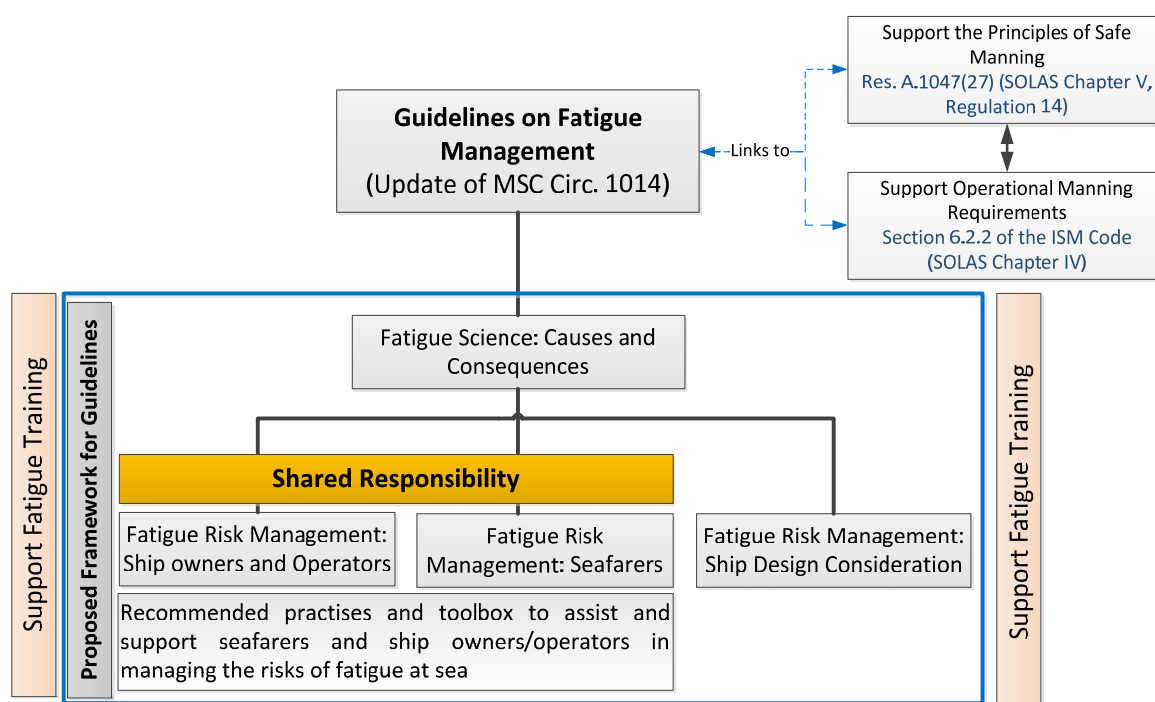 Support the Principles of Safe
Manning
Res. A.1047(27) (SOLAS Chapter V,
Regulation 14)
Guidelines on Fatigue
Management
(Update of MSC Circ. 1014)
Links to
Support Operational Manning
Requirements
Section 6.2.2 of the ISM Code
(SOLAS Chapter IV)
Support Fatigue Training
Proposed Framework for Guidelines
Fatigue Science: Causes and
Consequences
Shared Responsibility
Fatigue Risk Management:
Ship owners and Operators
Fatigue Risk
Management: Seafarers
Fatigue Risk Management:
Ship Design Consideration
Recommended practises and toolbox to assist and
support seafarers and ship owners/operators in
managing the risks of fatigue at sea
Support Fatigue Training